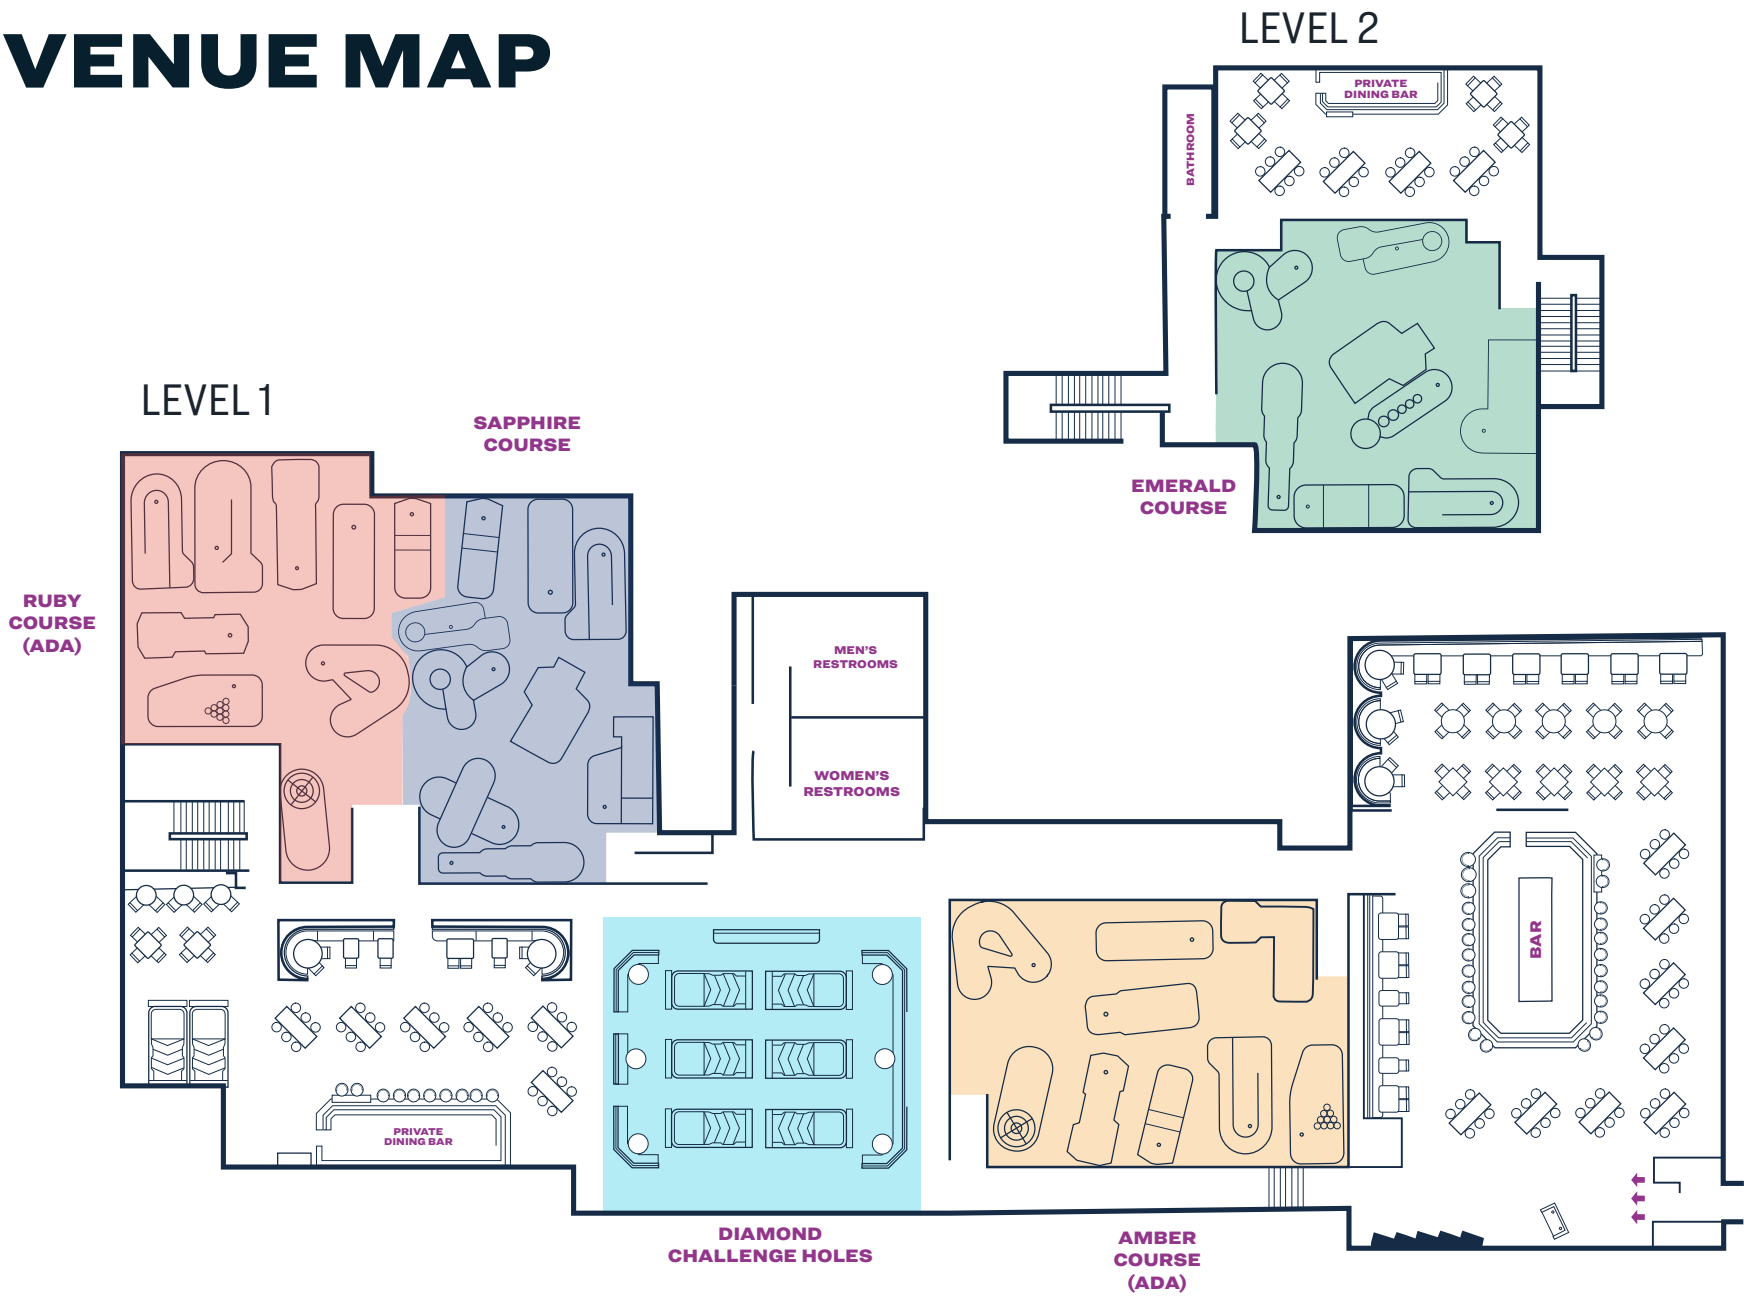 VENUE MAP
LEVEL 2
PRIVATE
DINING BAR
BATHROOM
EMERALD
COURSE
LEVEL 1
SAPPHIRE
COURSE
RUBY
COURSE
(ADA)
MEN'S
RESTROOMS
WOMEN'S
RESTROOMS
BAR
PRIVATE
DINING BAR
DIAMOND
CHALLENGE HOLES
AMBER
COURSE
(ADA)